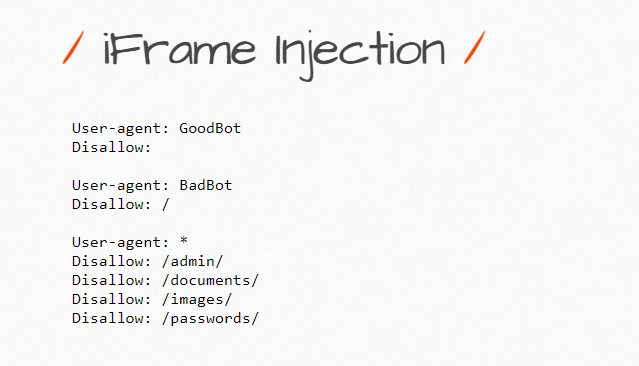 / iFrame Injection /
User-agent: GoodBot
Disallow:
User-agent: BadBot
Disallow: /
User-agent: *
Disallow: /admin/
Disallow: /documents/
Disallow: /images/
Disallow: /passwords/